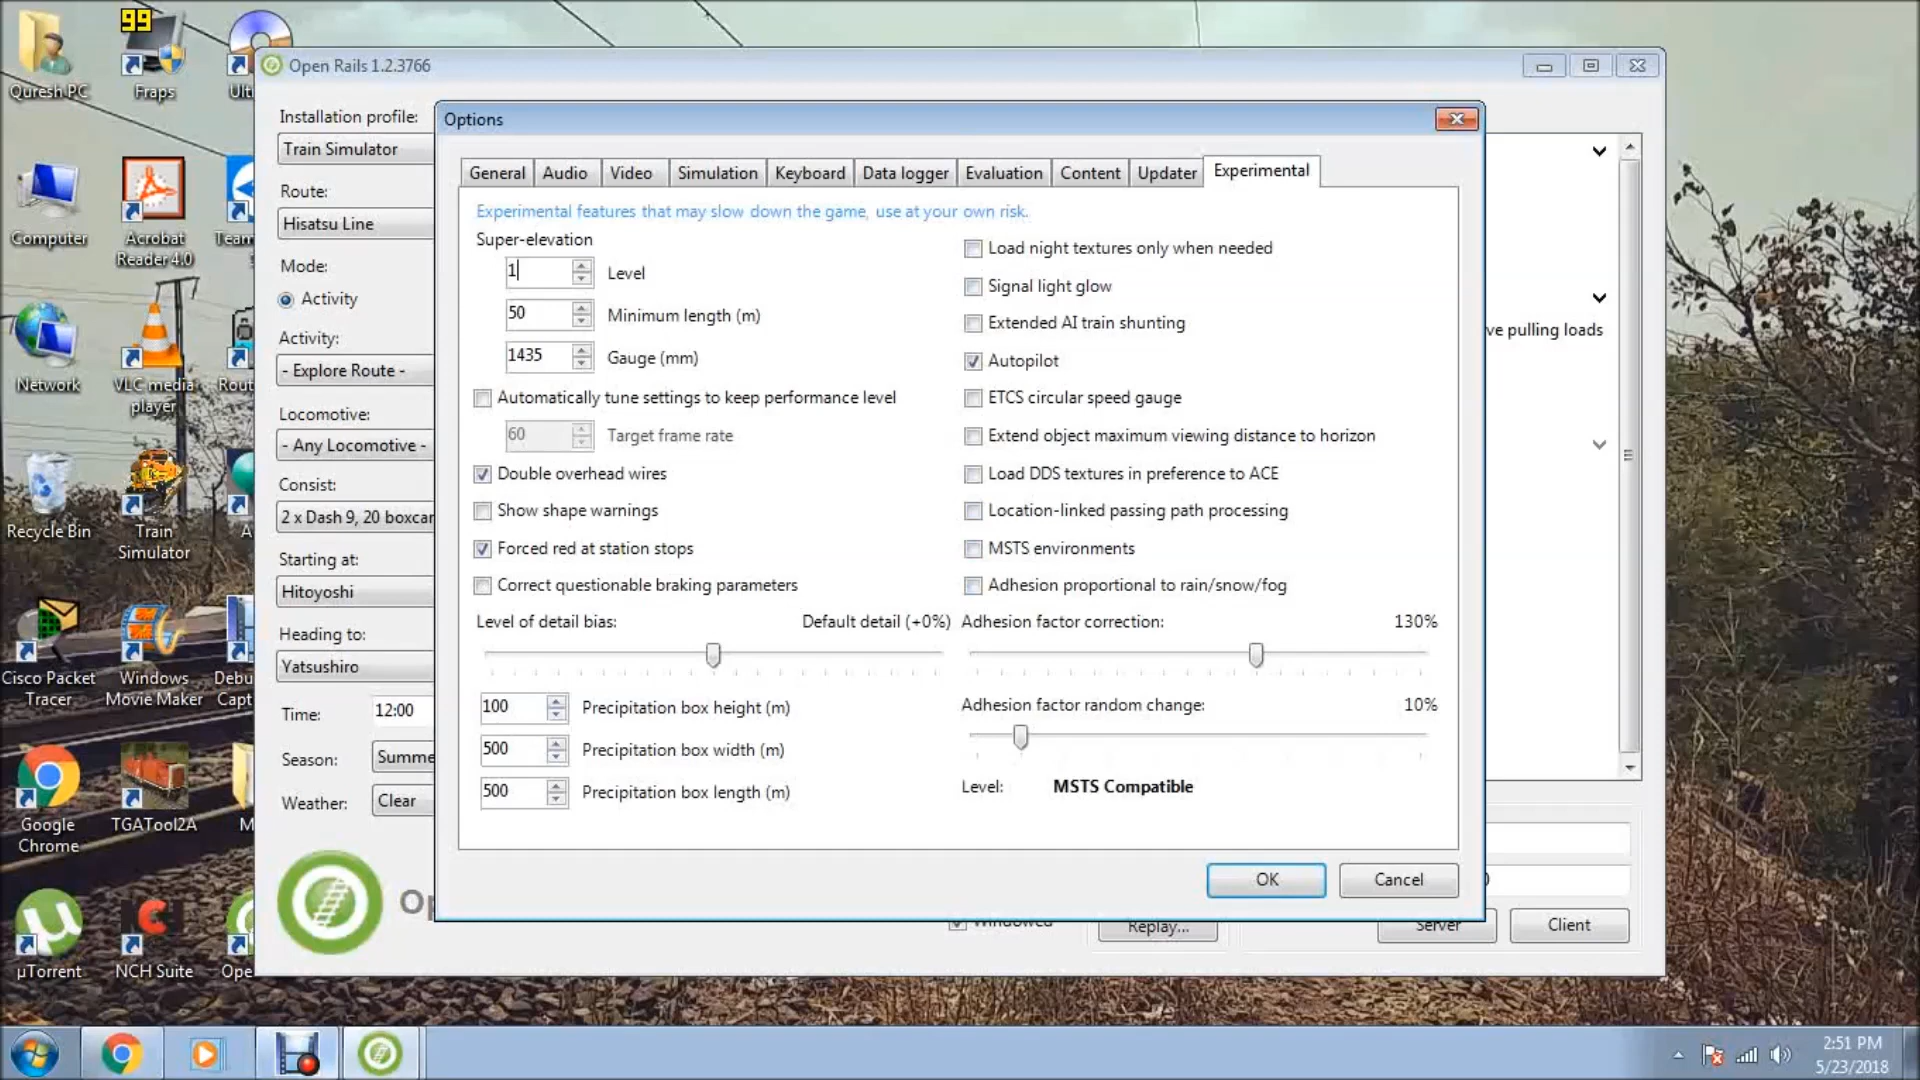 99
Open Rails 1.2.3766
Quresh PC
Fraps
Computer
Acrobat
Reader 4.0
Network
VLC media
player
Recycle Bin
Train
Simulator
Cisco Packet
Tracer
Windows
Movie Maker
Google
Chrome
TGATool2A
µTorrent
NCH Suite
Installation profile:
Train Simulator
Route:
Hisatsu Line
Mode:
Activity
Activity:
- Explore Route -
Locomotive:
- Any Locomotive -
Consist:
2 x Dash 9, 20 boxcar
Starting at:
Hitoyoshi
Heading to:
Yatsushiro
Time:
12:00
Season:
Summe
Weather:
Clear
Options
General
Audio
Video
Simulation
Keyboard
Data logger
Evaluation
Content
Updater
Experimental
Experimental features that may slow down the game, use at your own risk.
Super-elevation
1 Level
50 Minimum length (m)
1435 Gauge (mm)
Automatically tune settings to keep performance level
60 Target frame rate
Double overhead wires
Show shape warnings
Forced red at station stops
Correct questionable braking parameters
Level of detail bias: Default detail (+0%)
100 Precipitation box height (m)
500 Precipitation box width (m)
500 Precipitation box length (m)
Load night textures only when needed
Signal light glow
Extended AI train shunting
Autopilot
ETCS circular speed gauge
Extend object maximum viewing distance to horizon
Load DDS textures in preference to ACE
Location-linked passing path processing
MSTS environments
Adhesion proportional to rain/snow/fog
Adhesion factor correction: 130%
Adhesion factor random change: 10%
Level: MSTS Compatible
OK
Cancel
ve pulling loads
Windowed
Replay...
Server
Client
2:51 PM
5/23/2018